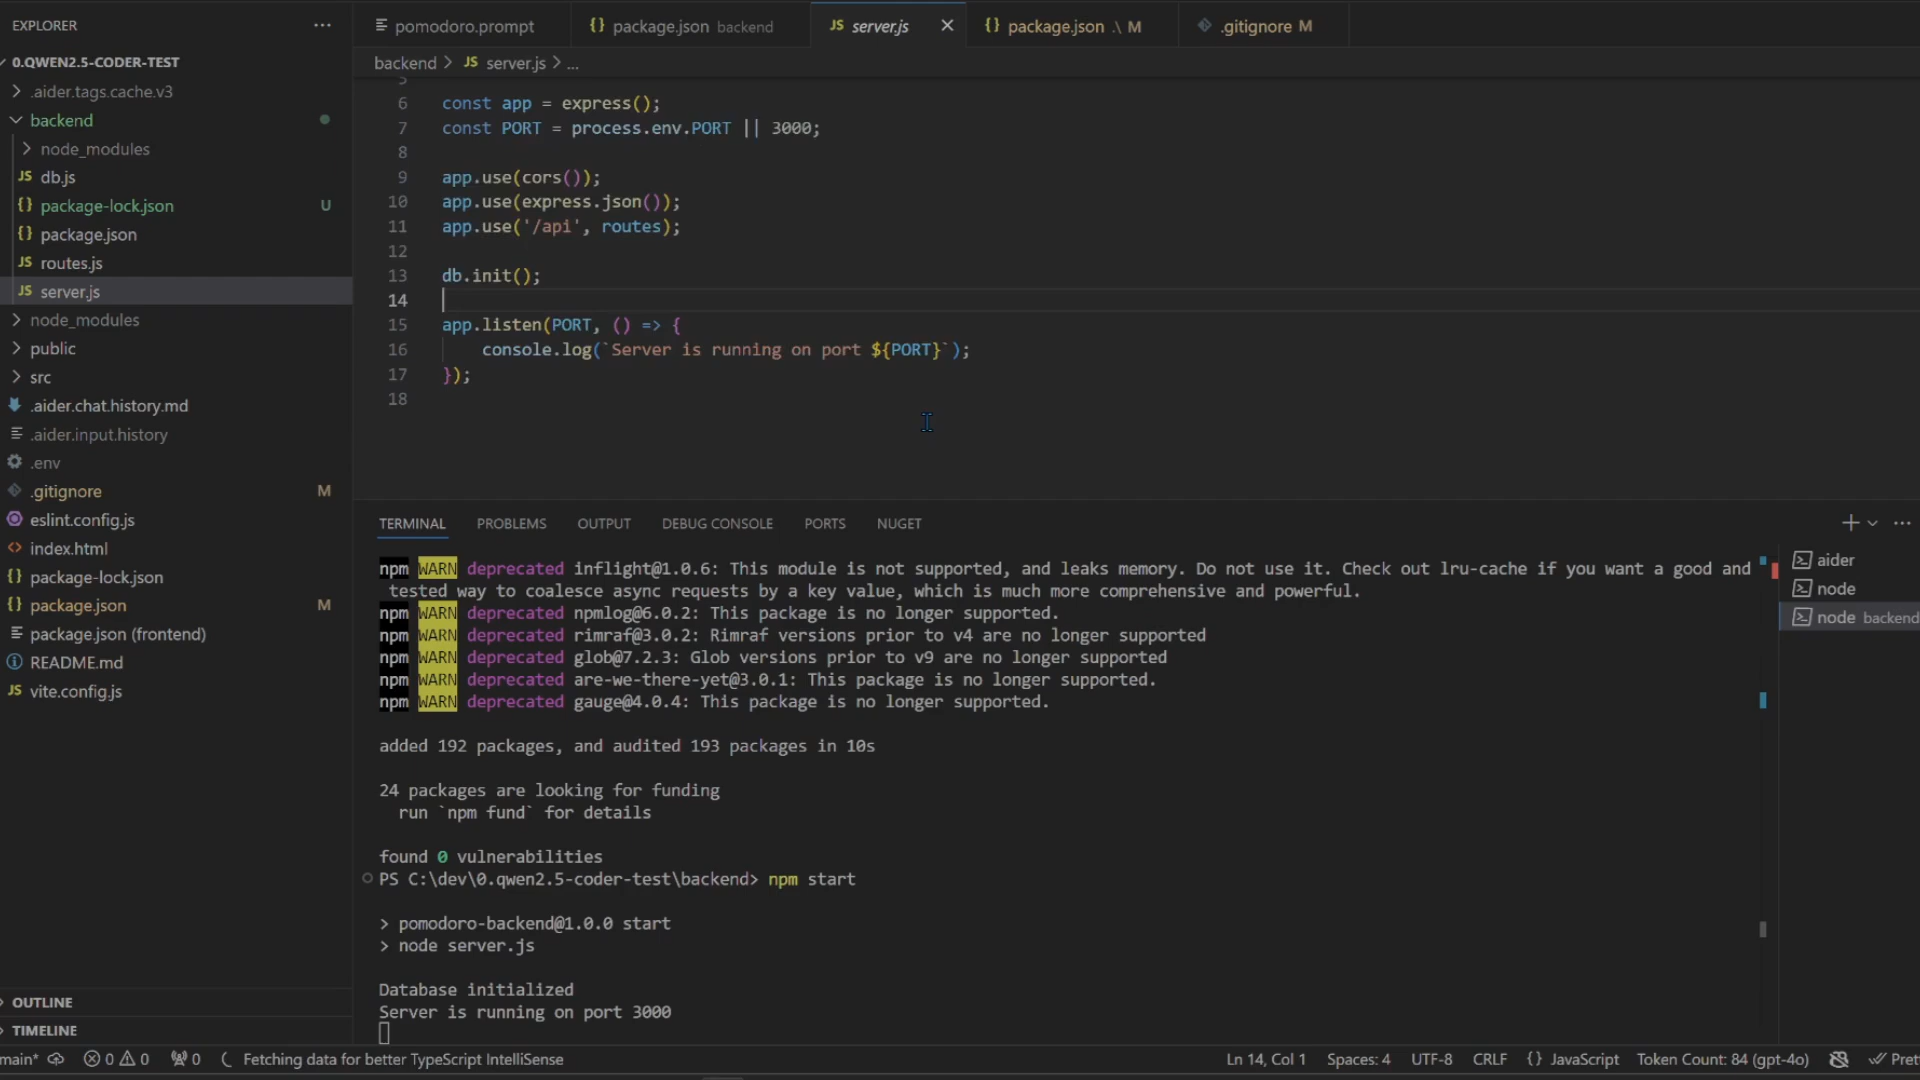 EXPLORER
0.QWEN2.5-CODER-TEST
.aider.tags.cache.v3
backend
node_modules
JS db.js
{} package-lock.json U
{} package.json
JS routes.js
JS server.js
node_modules
public
src
.aider.chat.history.md
.aider.input.history
.env
.gitignore M
eslint.config.js
<> index.html
{} package-lock.json
{} package.json M
package.json (frontend)
README.md
JS vite.config.js
OUTLINE
TIMELINE
pomodoro.prompt
{} package.json backend
JS server.js
{} package.json .\ M
.gitignore M
backend > JS server.js > ...
5
6 const app = express();
7 const PORT = process.env.PORT || 3000;
8
9 app.use(cors());
10 app.use(express.json());
11 app.use('/api', routes);
12
13 db.init();
14
15 app.listen(PORT, () => {
16 console.log(`Server is running on port ${PORT}`);
17 });
18
TERMINAL PROBLEMS OUTPUT DEBUG CONSOLE PORTS NUGET
npm WARN deprecated inflight@1.0.6: This module is not supported, and leaks memory. Do not use it. Check out lru-cache if you want a good and
tested way to coalesce async requests by a key value, which is much more comprehensive and powerful.
npm WARN deprecated npmlog@6.0.2: This package is no longer supported.
npm WARN deprecated rimraf@3.0.2: Rimraf versions prior to v4 are no longer supported
npm WARN deprecated glob@7.2.3: Glob versions prior to v9 are no longer supported
npm WARN deprecated are-we-there-yet@3.0.1: This package is no longer supported.
npm WARN deprecated gauge@4.0.4: This package is no longer supported.
added 192 packages, and audited 193 packages in 10s
24 packages are looking for funding
run `npm fund` for details
found 0 vulnerabilities
PS C:\dev\0.qwen2.5-coder-test\backend> npm start
> pomodoro-backend@1.0.0 start
> node server.js
Database initialized
Server is running on port 3000
aider
node
node backend
main* 0 0 0 Fetching data for better TypeScript IntelliSense
Ln 14, Col 1 Spaces: 4 UTF-8 CRLF {} JavaScript Token Count: 84 (gpt-4o) Pret